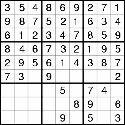 3 5 4 8 6 9 2 7 1
9 8 7 5 2 1 6 3 4
6 1 2 3 4 7 8 5 9
8 4 6 7 3 2 1 9 5
2 9 5 4 1 8 3 7
7 3 6 9 2
5 7 4
8 9 6
9 5 3